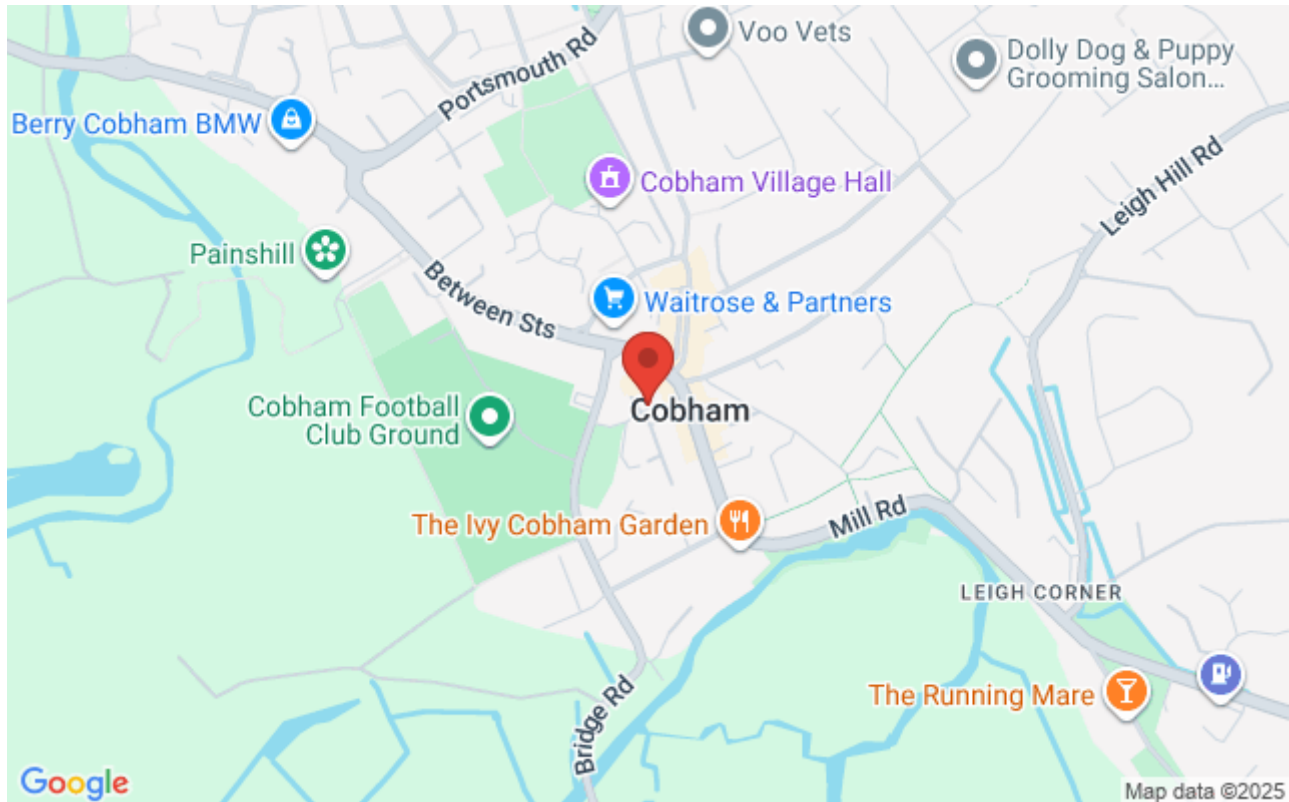 Voo Vets
Dolly Dog & Puppy
Grooming Salon...
Portsmouth Rd
Berry Cobham BMW
Cobham Village Hall
Leigh Hill Rd
Painshill
Between Sts
Waitrose & Partners
Cobham Football
Club Ground
Cobham
The Ivy Cobham Garden
Mill Rd
LEIGH CORNER
The Running Mare
Bridge Rd
Google
Map data ©2025